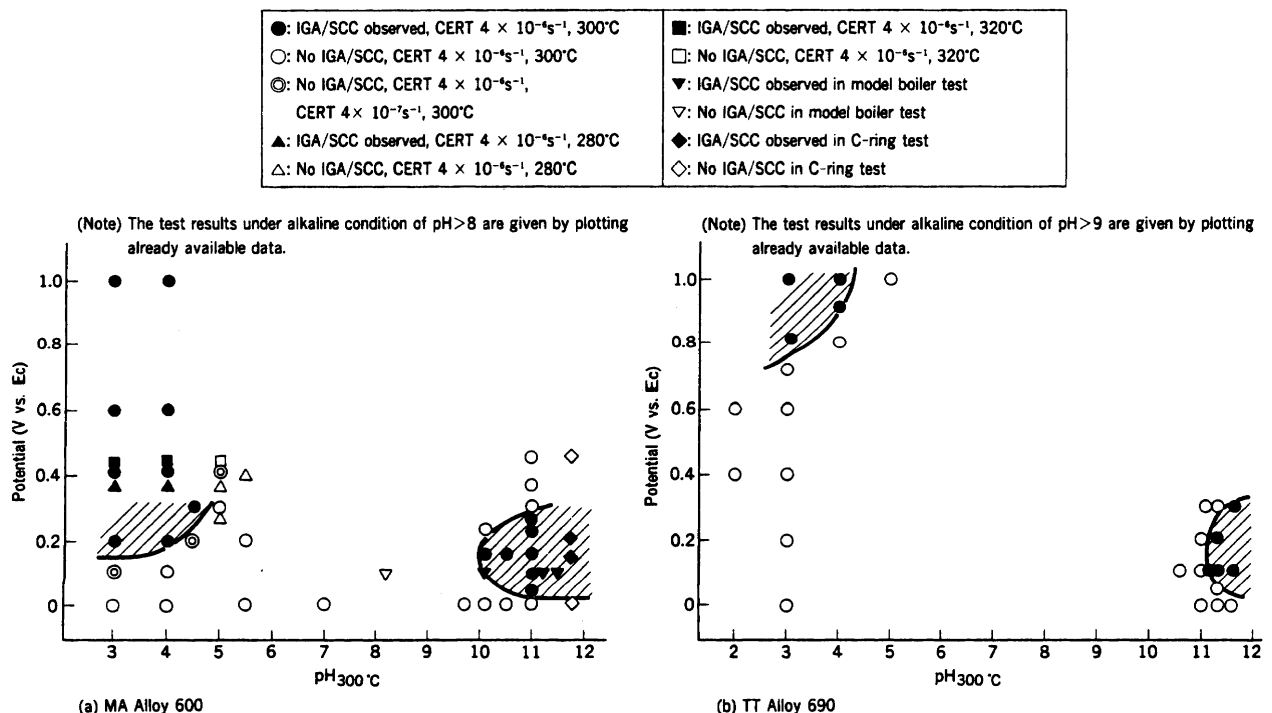 ●: IGA/SCC observed, CERT 4 × 10⁻⁶s⁻¹, 300°C
○: No IGA/SCC, CERT 4 × 10⁻⁶s⁻¹, 300°C
◎: No IGA/SCC, CERT 4 × 10⁻⁶s⁻¹,
CERT 4× 10⁻⁷s⁻¹, 300°C
▲: IGA/SCC observed, CERT 4 × 10⁻⁶s⁻¹, 280°C
△: No IGA/SCC, CERT 4 × 10⁻⁶s⁻¹, 280°C
■: IGA/SCC observed, CERT 4 × 10⁻⁶s⁻¹, 320°C
□: No IGA/SCC, CERT 4 × 10⁻⁶s⁻¹, 320°C
▼: IGA/SCC observed in model boiler test
▽: No IGA/SCC in model boiler test
◆: IGA/SCC observed in C-ring test
◇: No IGA/SCC in C-ring test
(Note) The test results under alkaline condition of pH>8 are given by plotting
already available data.
Potential (V vs. Ec)
1.0
0.8
0.6
0.4
0.2
0
3 4 5 6 7 8 9 10 11 12
pH300°C
(a) MA Alloy 600
(Note) The test results under alkaline condition of pH>9 are given by plotting
already available data.
Potential (V vs. Ec)
1.0
0.8
0.6
0.4
0.2
0
2 3 4 5 6 7 8 9 10 11 12
pH300°C
(b) TT Alloy 690